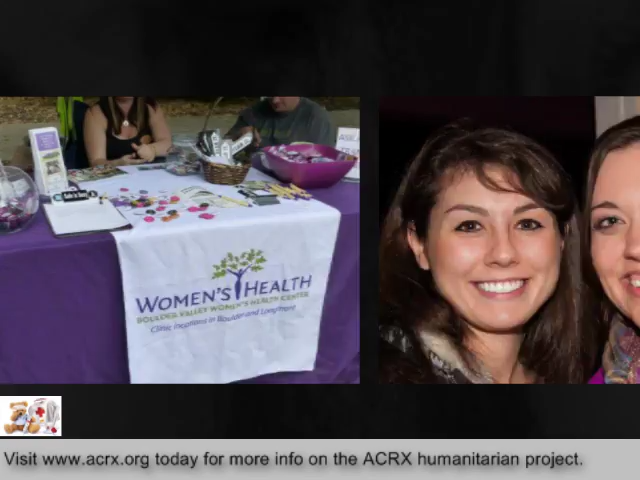 WOMEN'S HEALTH
BOULDER VALLEY WOMEN'S HEALTH CENTER
Clinic locations in Boulder and Longmont
Visit www.acrx.org today for more info on the ACRX humanitarian project.